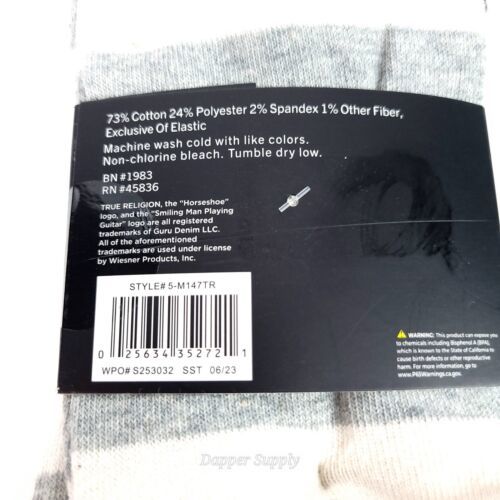 73% Cotton 24% Polyester 2% Spandex 1% Other Fiber,
Exclusive Of Elastic
Machine wash cold with like colors.
Non-chlorine bleach. Tumble dry low.
BN #1983
RN #45836
TRUE RELIGION, the "Horseshoe"
logo, and the "Smiling Man Playing
Guitar" logo are all registered
trademarks of Guru Denim LLC.
All of the aforementioned
trademarks are used under license
by Wiesner Products, Inc.
STYLE# 5-M147TR
0 25634 35272 1
WPO# S253032 SST 06/23
WARNING: This product can expose you
to chemicals including Bisphenol A (BPA),
which is known to the State of California to
cause birth defects or other reproductive
harm. For more information go to
www.P65Warnings.ca.gov.
Dapper Supply